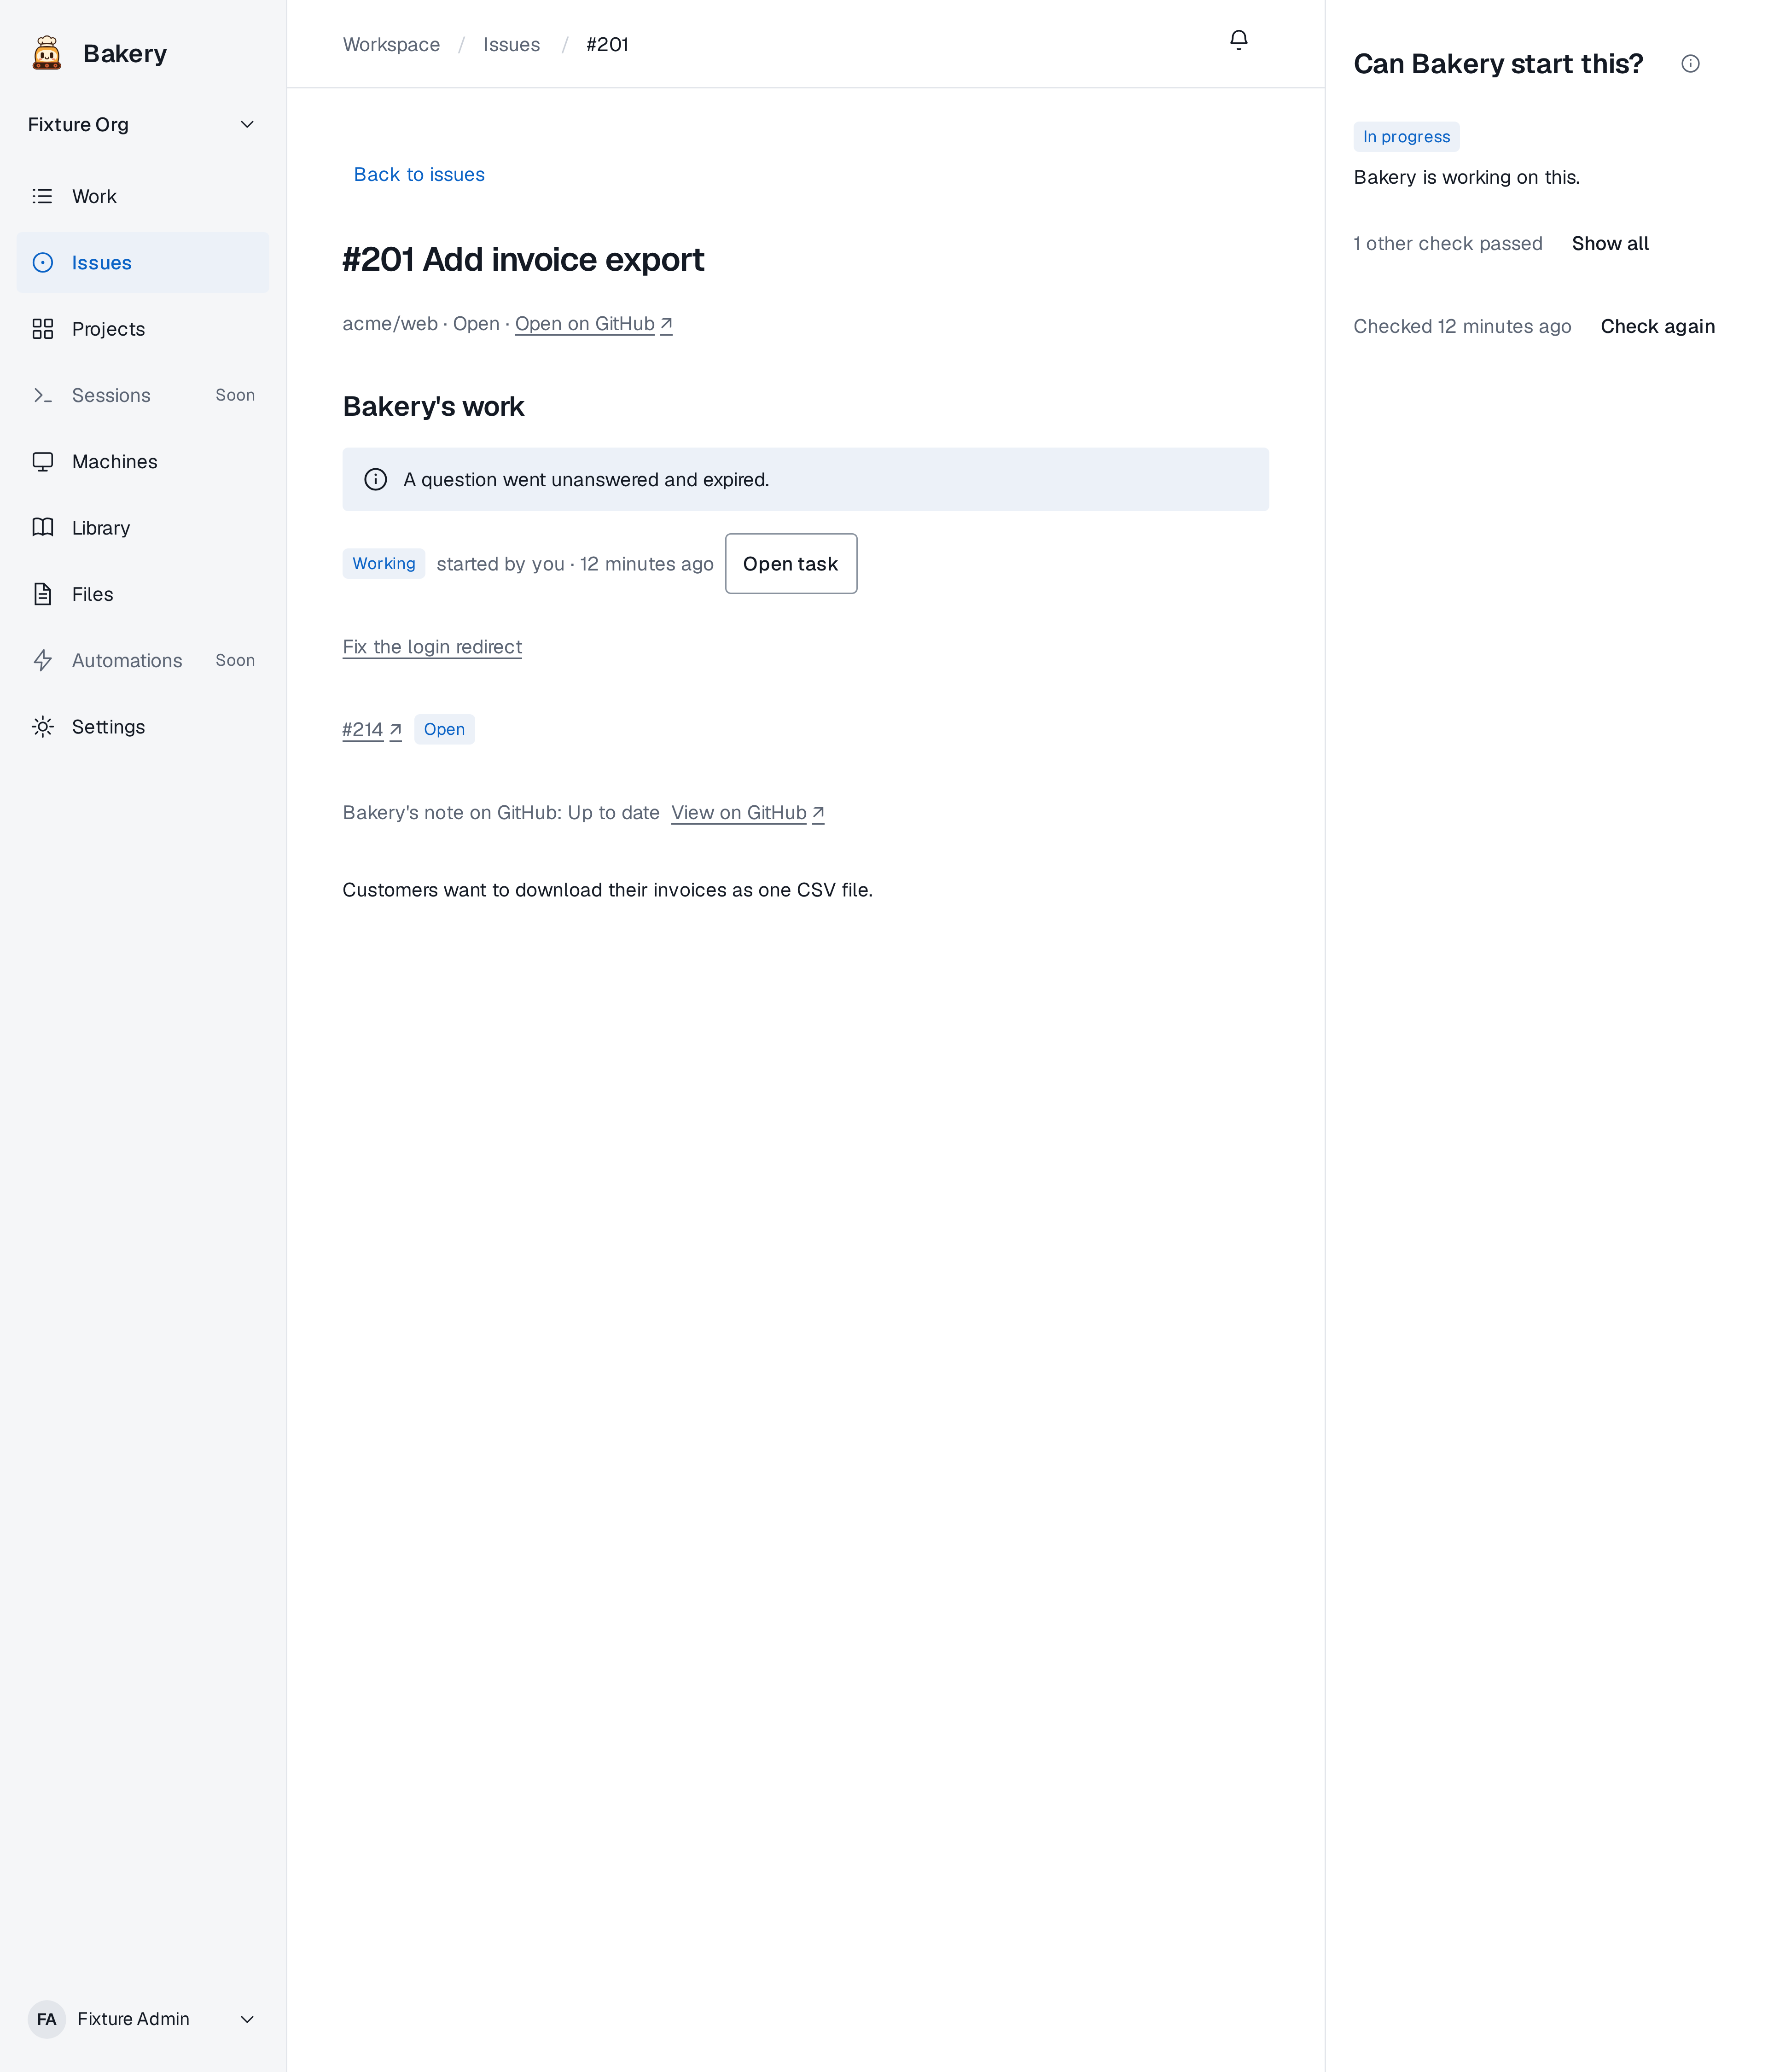 Bakery
Fixture Org
Work
Issues
Projects
Sessions Soon
Machines
Library
Files
Automations Soon
Settings
FA Fixture Admin
Workspace / Issues / #201
Back to issues
#201 Add invoice export
acme/web · Open · Open on GitHub
Bakery's work
A question went unanswered and expired.
Working started by you · 12 minutes ago Open task
Fix the login redirect
#214 Open
Bakery's note on GitHub: Up to date View on GitHub
Customers want to download their invoices as one CSV file.
Can Bakery start this?
In progress
Bakery is working on this.
1 other check passed Show all
Checked 12 minutes ago Check again